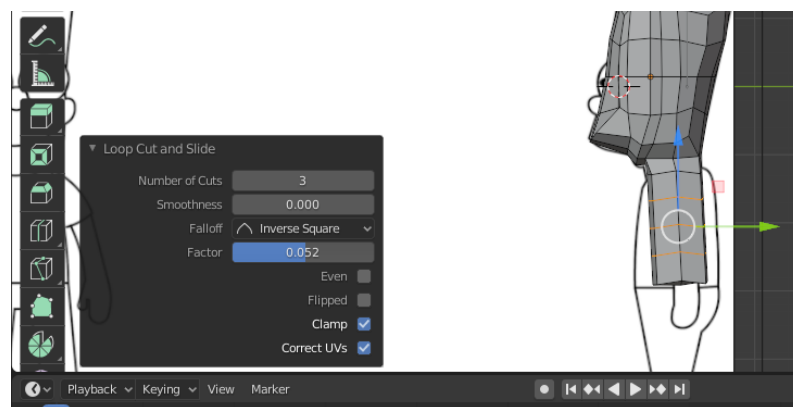 Loop Cut and Slide
Number of Cuts 3
Smoothness 0.000
Falloff Inverse Square
Factor 0.052
Even
Flipped
Clamp
Correct UVs
Playback Keying View Marker